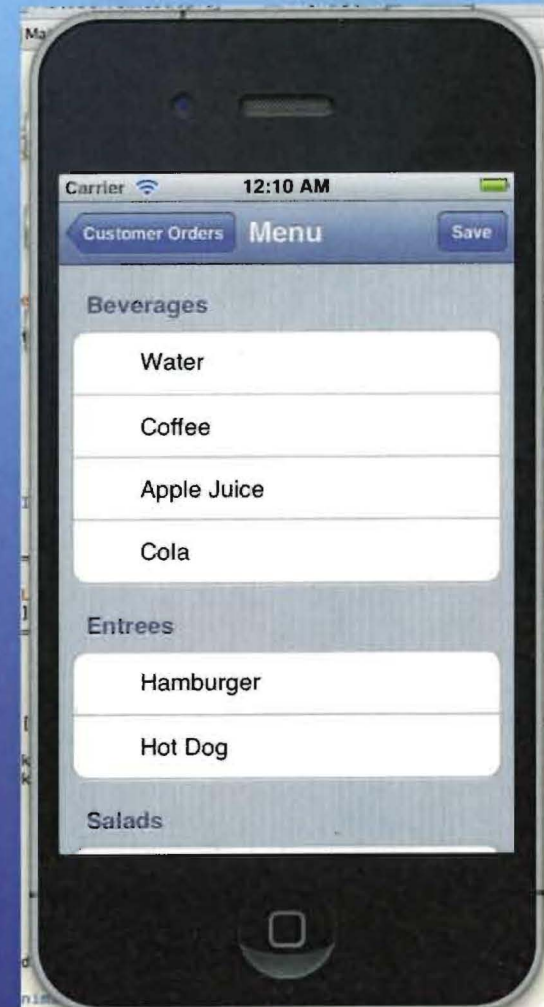 Carrier 12:10 AM
Customer Orders Menu Save
Beverages
Water
Coffee
Apple Juice
Cola
Entrees
Hamburger
Hot Dog
Salads